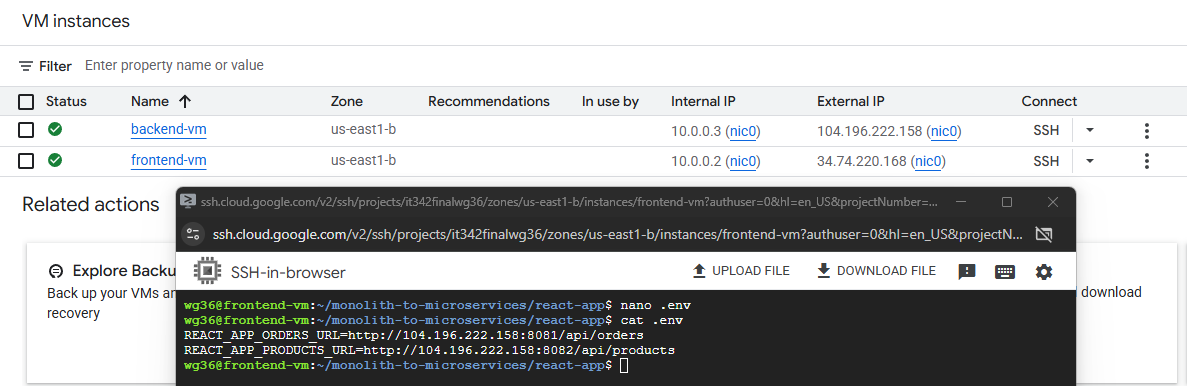 VM instances
Filter Enter property name or value
Status Name Zone Recommendations In use by Internal IP External IP Connect
backend-vm us-east1-b 10.0.0.3 (nic0) 104.196.222.158 (nic0) SSH
frontend-vm us-east1-b 10.0.0.2 (nic0) 34.74.220.168 (nic0) SSH
Related actions
ssh.cloud.google.com/v2/ssh/projects/it342finalwg36/zones/us-east1-b/instances/frontend-vm?authuser=0&hl=en_US&projectNumber=...
ssh.cloud.google.com/v2/ssh/projects/it342finalwg36/zones/us-east1-b/instances/frontend-vm?authuser=0&hl=en_US&projectN...
Explore Backu
Back up your VMs an
recovery
SSH-in-browser
UPLOAD FILE
DOWNLOAD FILE
download
wg36@frontend-vm:~/monolith-to-microservices/react-app$ nano .env
wg36@frontend-vm:~/monolith-to-microservices/react-app$ cat .env
REACT_APP_ORDERS_URL=http://104.196.222.158:8081/api/orders
REACT_APP_PRODUCTS_URL=http://104.196.222.158:8082/api/products
wg36@frontend-vm:~/monolith-to-microservices/react-app$